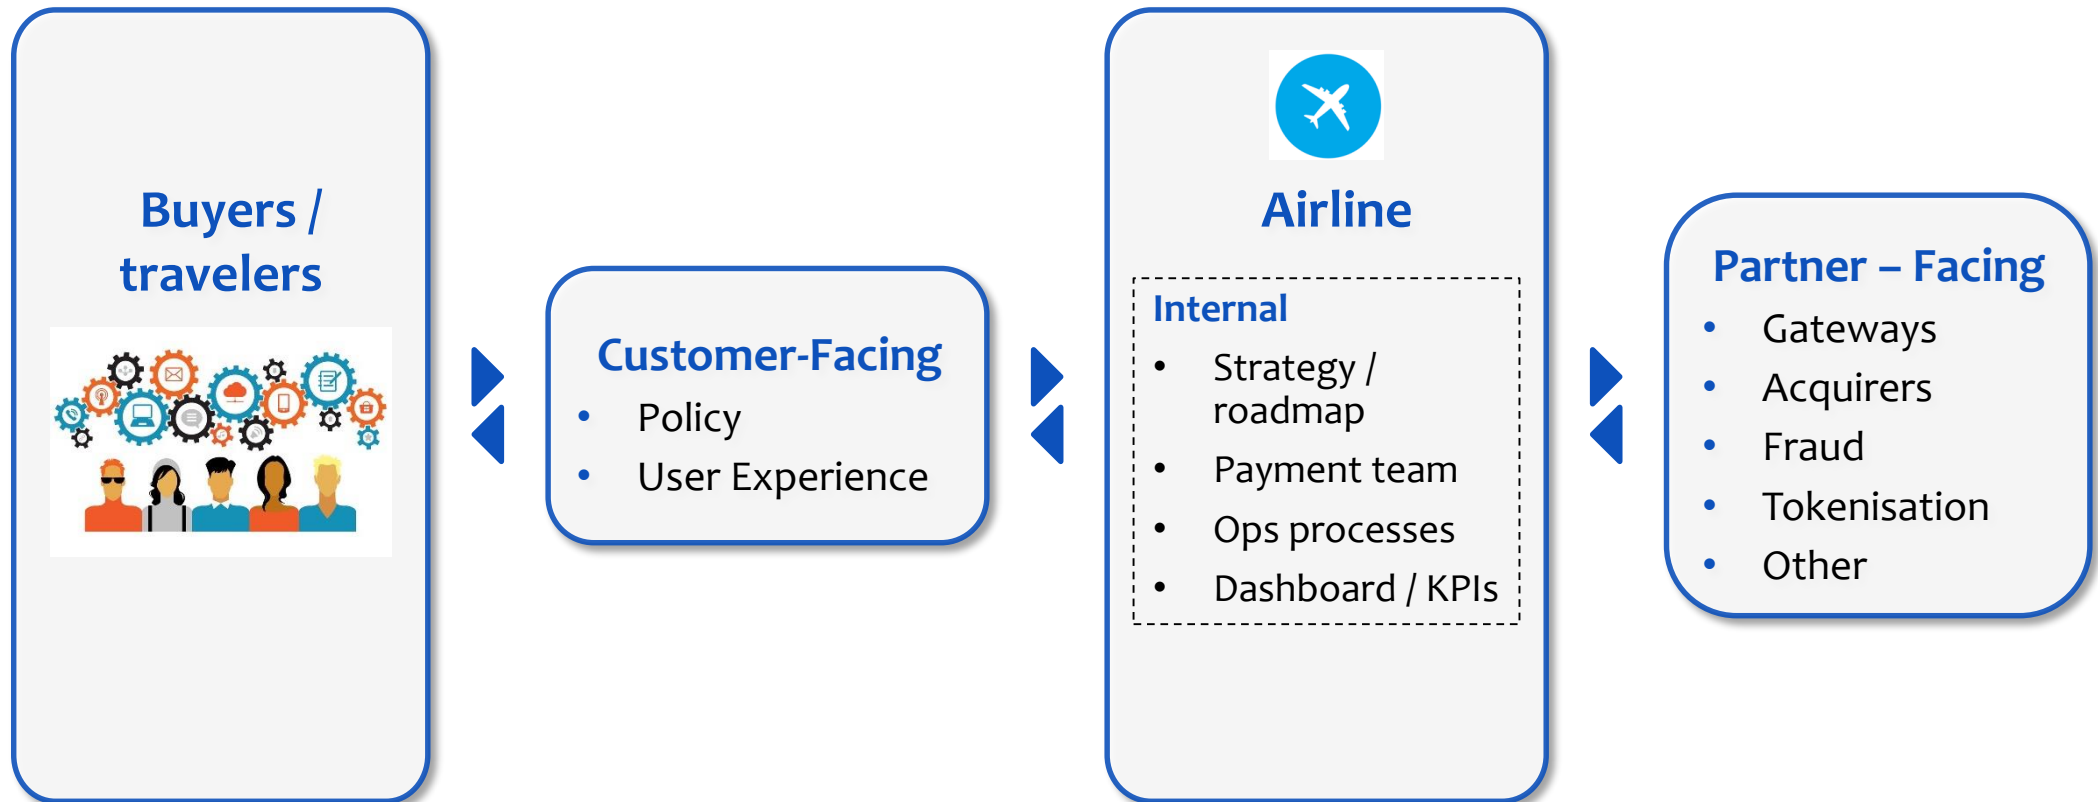 Buyers /
travelers
Customer-Facing
• Policy
• User Experience
Airline
Internal
• Strategy /
roadmap
• Payment team
• Ops processes
• Dashboard / KPIs
Partner – Facing
• Gateways
• Acquirers
• Fraud
• Tokenisation
• Other